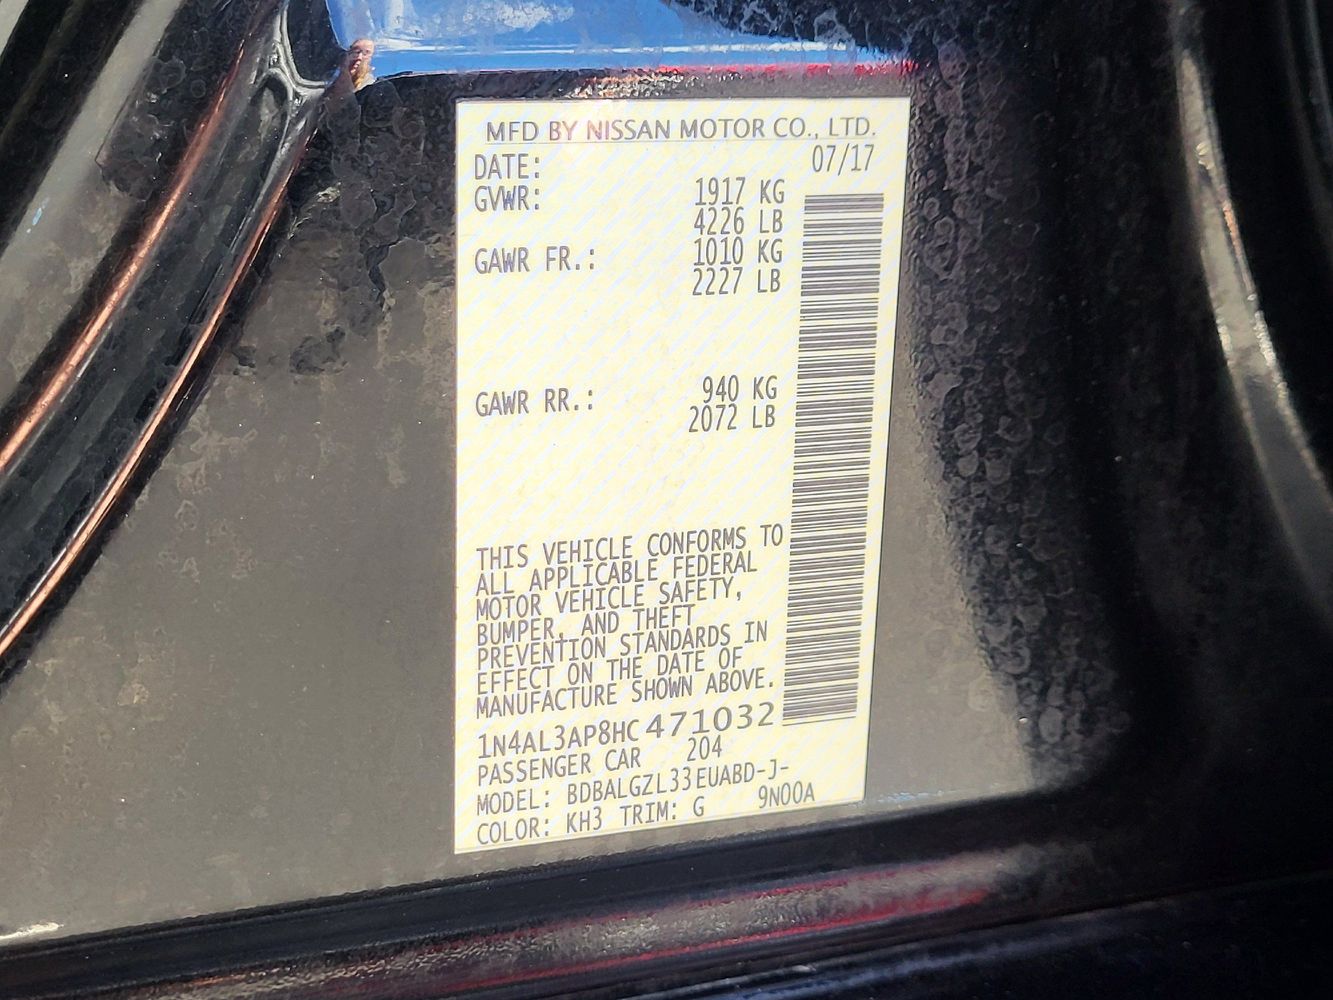 MFD BY NISSAN MOTOR CO., LTD.
DATE: 07/17
GVWR: 1917 KG
4226 LB
GAWR FR.: 1010 KG
2227 LB
GAWR RR.: 940 KG
2072 LB
THIS VEHICLE CONFORMS TO
ALL APPLICABLE FEDERAL
MOTOR VEHICLE SAFETY,
BUMPER, AND THEFT
PREVENTION STANDARDS IN
EFFECT ON THE DATE OF
MANUFACTURE SHOWN ABOVE.
1N4AL3AP8HC471032
PASSENGER CAR 204
MODEL: BDBALGZL33EUABD-J-
COLOR: KH3 TRIM: G 9N00A